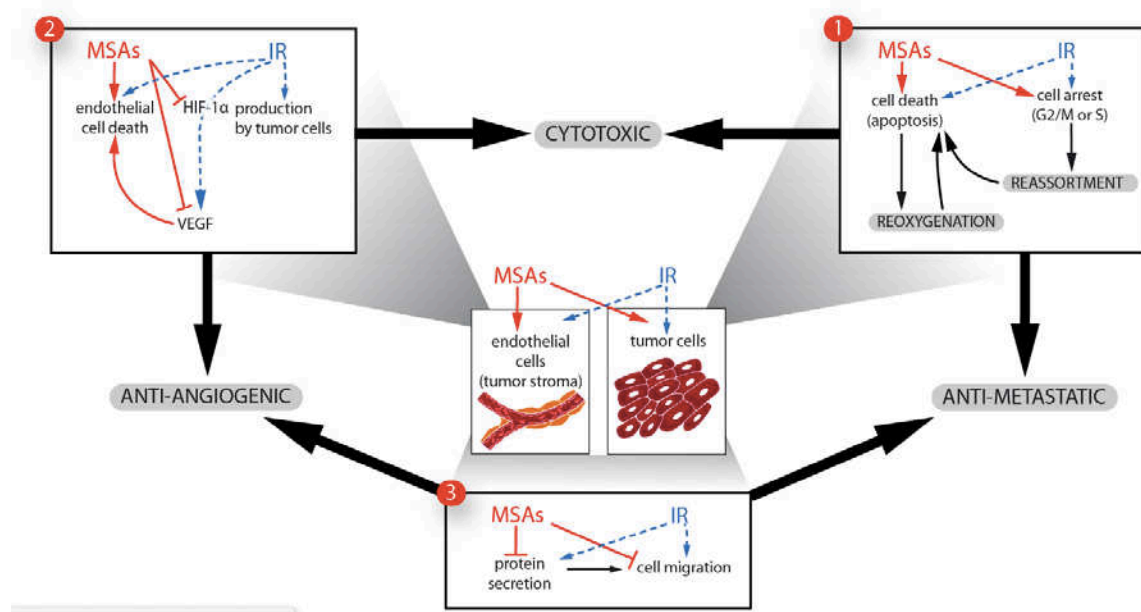 2
MSAs
IR
endothelial
cell death
HIF-1α
production
by tumor cells
VEGF
CYTOTOXIC
1
MSAs
IR
cell death
(apoptosis)
cell arrest
(G2/M or S)
REASSORTMENT
REOXYGENATION
MSAs
IR
endothelial
cells
(tumor stroma)
tumor cells
ANTI-ANGIOGENIC
ANTI-METASTATIC
3
MSAs
IR
protein
secretion
cell migration